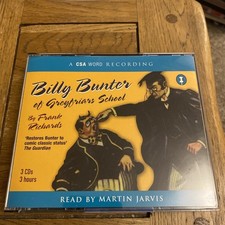 A CSA WORD RECORDING
Billy Bunter
of Greyfriars School
by Frank
Richards
1
'Restores Bunter to
comic classic status'
The Guardian
3 CDs
3 hours
READ BY MARTIN JARVIS